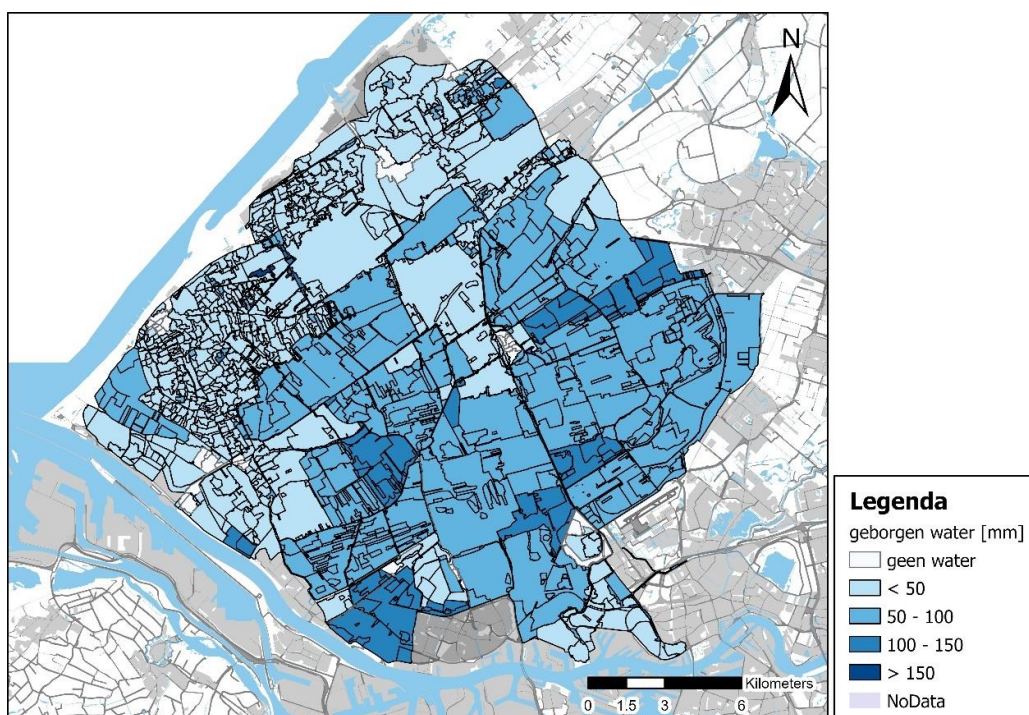 N
Kilometers
0 1.5 3 6
Legenda
geborgen water [mm]
geen water
< 50
50 - 100
100 - 150
> 150
NoData